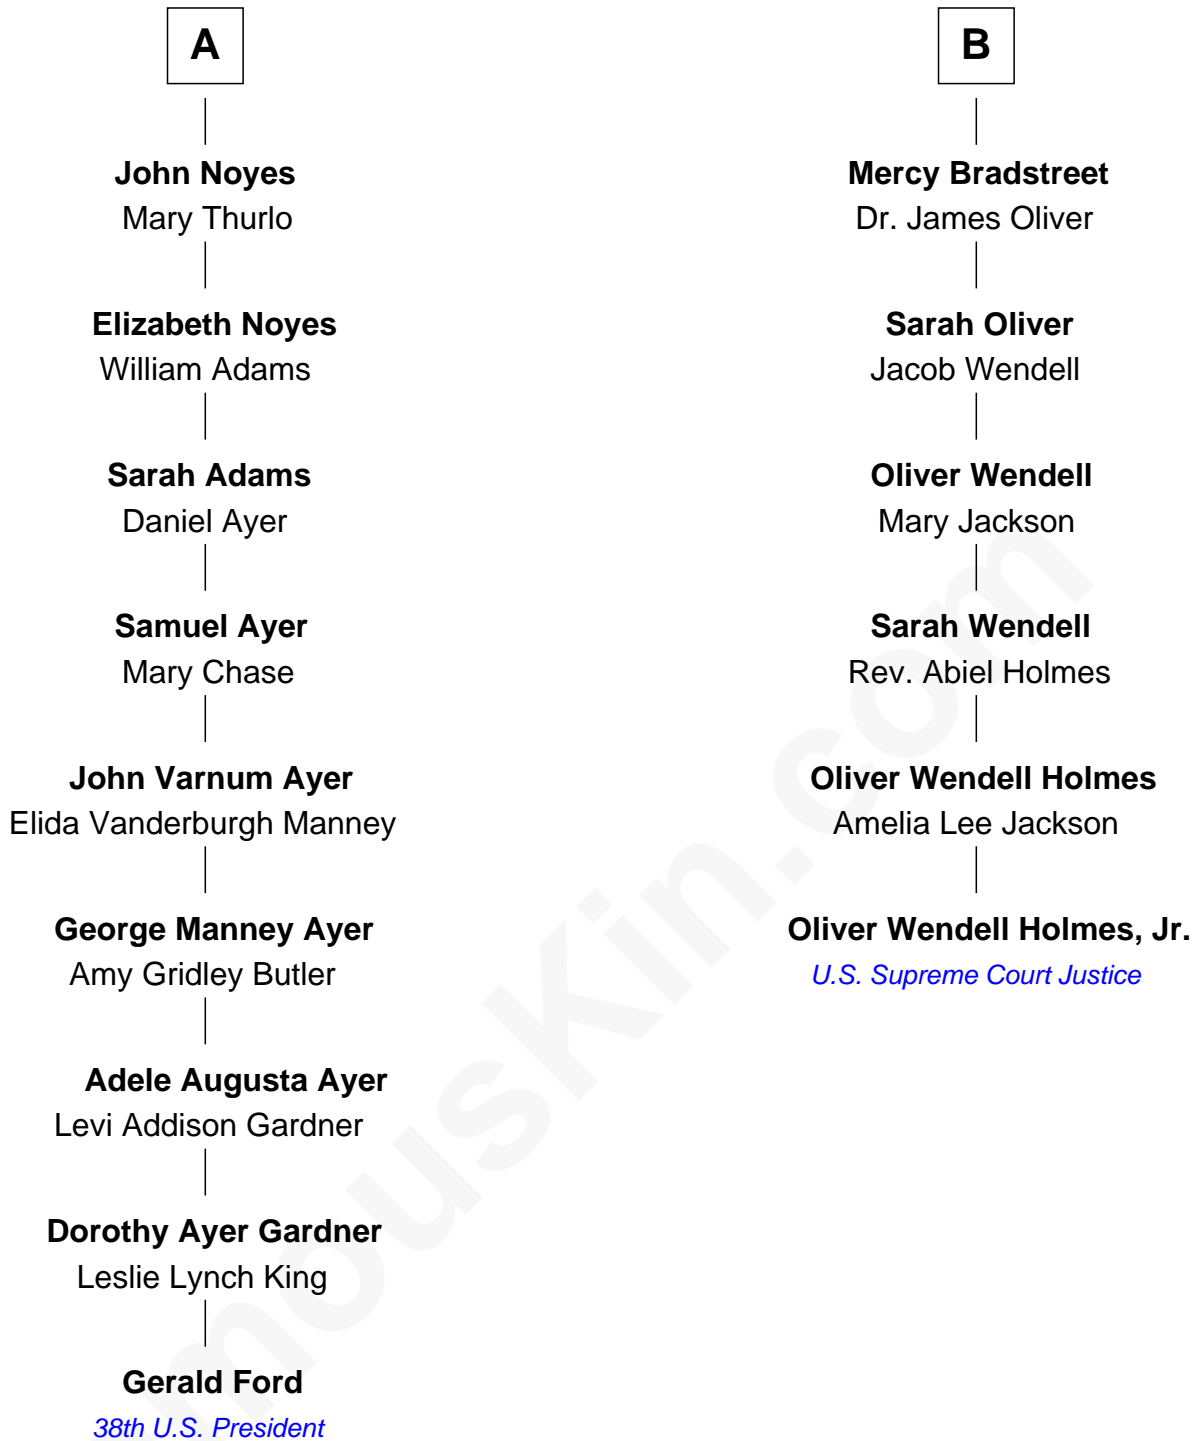 A
John Noyes
Mary Thurlo
Elizabeth Noyes
William Adams
Sarah Adams
Daniel Ayer
Samuel Ayer
Mary Chase
John Varnum Ayer
Elida Vanderburgh Manney
George Manney Ayer
Amy Gridley Butler
Adele Augusta Ayer
Levi Addison Gardner
Dorothy Ayer Gardner
Leslie Lynch King
Gerald Ford
38th U.S. President
B
Mercy Bradstreet
Dr. James Oliver
Sarah Oliver
Jacob Wendell
Oliver Wendell
Mary Jackson
Sarah Wendell
Rev. Abiel Holmes
Oliver Wendell Holmes
Amelia Lee Jackson
Oliver Wendell Holmes, Jr.
U.S. Supreme Court Justice
mousKin.com